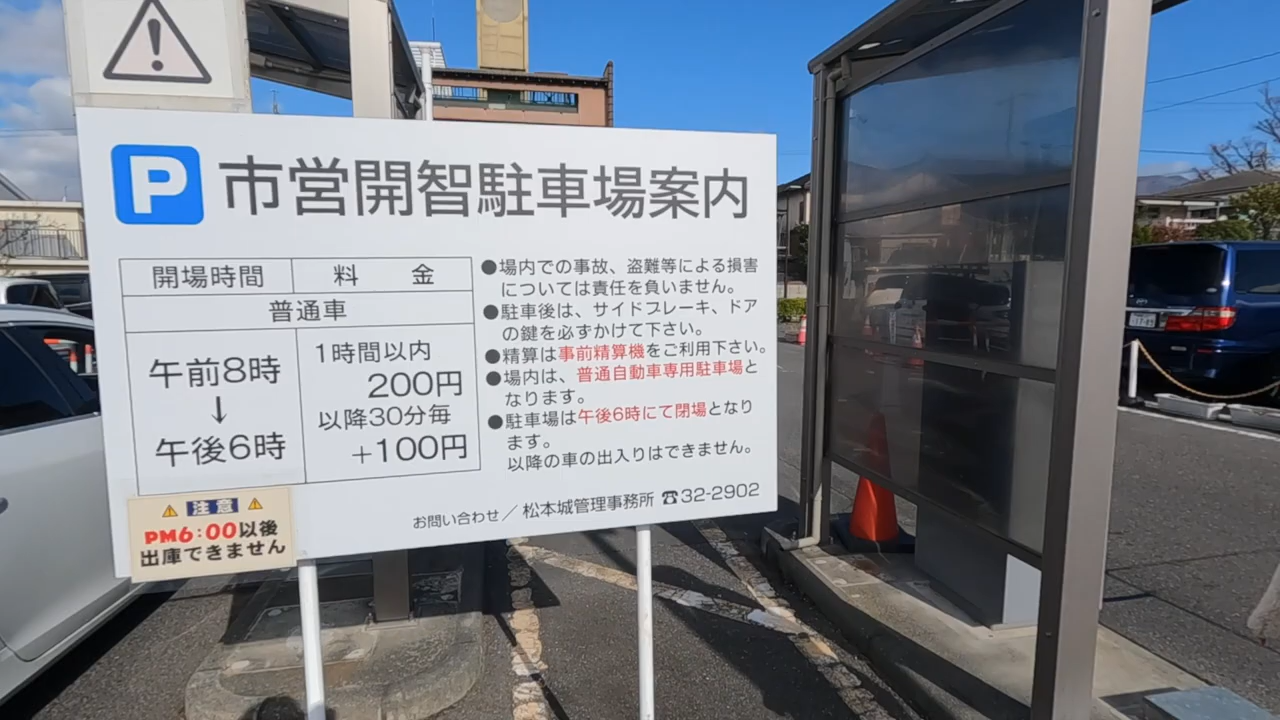 P 市営開智駐車場案内
開場時間 料 金
普通車
午前8時
↓
午後6時
1時間以内
200円
以降30分毎
+100円
●場内での事故、盗難等による損害
については責任を負いません。
●駐車後は、サイドブレーキ、ドア
の鍵を必ずかけて下さい。
●精算は事前精算機をご利用下さい。
●場内は、普通自動車専用駐車場と
なります。
●駐車場は午後6時にて閉場となり
ます。
以降の車の出入りはできません。
お問い合わせ／松本城管理事務所 ☎32-2902
注意
PM6:00以後
出庫できません